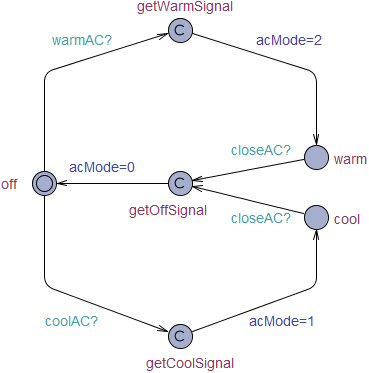 getWarmSignal
C
warmAC?
acMode=2
closeAC?
warm
acMode=0
off
C
getOffSignal
closeAC?
cool
coolAC?
acMode=1
C
getCoolSignal